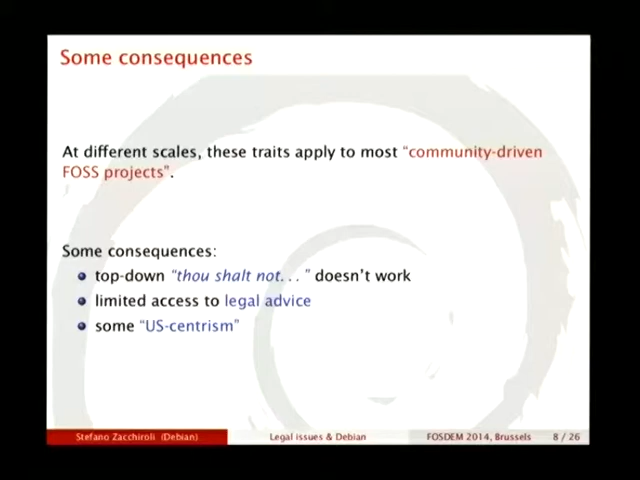 Some consequences
At different scales, these traits apply to most “community-driven
FOSS projects”.
Some consequences:
top-down “thou shalt not. . . ” doesn’t work
limited access to legal advice
some “US-centrism”
Stefano Zacchiroli (Debian) Legal issues & Debian FOSDEM 2014, Brussels 8 / 26